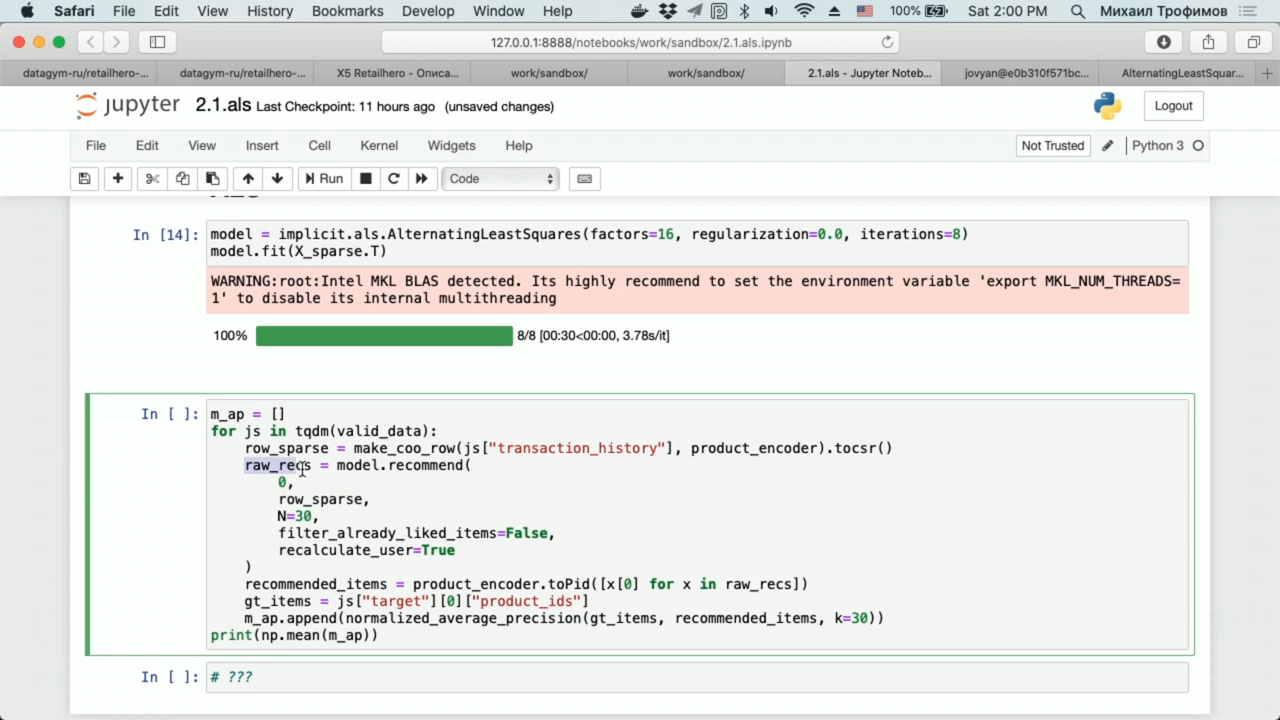 Safari File Edit View History Bookmarks Develop Window Help 100% Sat 2:00 PM Михаил Трофимов
127.0.0.1:8888/notebooks/work/sandbox/2.1.als.ipynb
datagym-ru/retailhero-... datagym-ru/retailhero-... X5 Retailhero - Описа... work/sandbox/ work/sandbox/ 2.1.als - Jupyter Noteb... jovyan@e0b310f571bc... AlternatingLeastSquar...
jupyter 2.1.als Last Checkpoint: 11 hours ago (unsaved changes) Logout
File Edit View Insert Cell Kernel Widgets Help Not Trusted Python 3
Run Code
In [14]: model = implicit.als.AlternatingLeastSquares(factors=16, regularization=0.0, iterations=8)
model.fit(X_sparse.T)
WARNING:root:Intel MKL BLAS detected. Its highly recommend to set the environment variable 'export MKL_NUM_THREADS=
1' to disable its internal multithreading
100% 8/8 [00:30<00:00, 3.78s/it]
In [ ]: m_ap = []
for js in tqdm(valid_data):
    row_sparse = make_coo_row(js["transaction_history"], product_encoder).tocsr()
    raw_recs = model.recommend(
        0,
        row_sparse,
        N=30,
        filter_already_liked_items=False,
        recalculate_user=True
    )
    recommended_items = product_encoder.toPid([x[0] for x in raw_recs])
    gt_items = js["target"][0]["product_ids"]
    m_ap.append(normalized_average_precision(gt_items, recommended_items, k=30))
print(np.mean(m_ap))
In [ ]: # ???